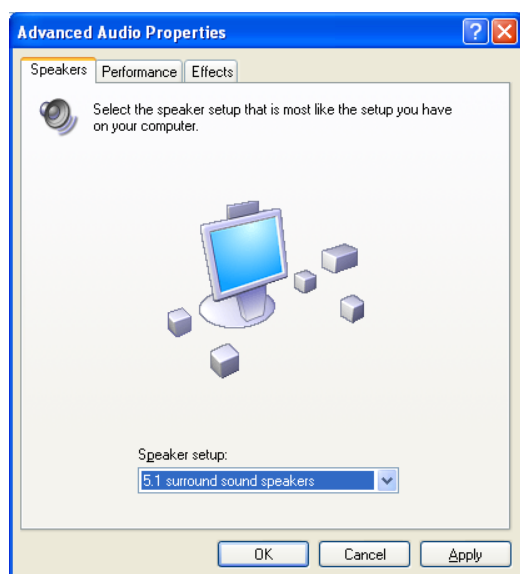 Advanced Audio Properties
Speakers Performance Effects
Select the speaker setup that is most like the setup you have
on your computer.
Speaker setup:
5.1 surround sound speakers
OK Cancel Apply